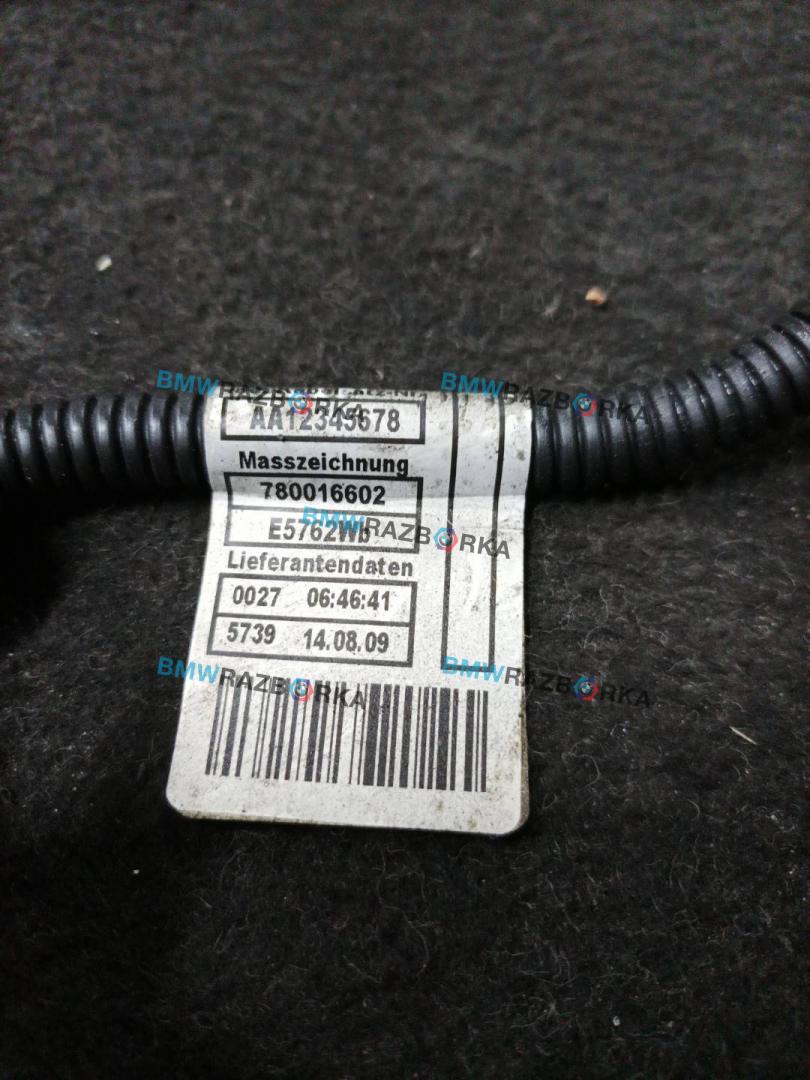 AA12345678
Masszeichnung
780016602
E5762Wb
Lieferantendaten
0027 06:46:41
5739 14.08.09
BMWRAZBORKA
BMWRAZBORKA
BMWRAZBORKA
BMWRAZBORKA
BMWRAZBORKA